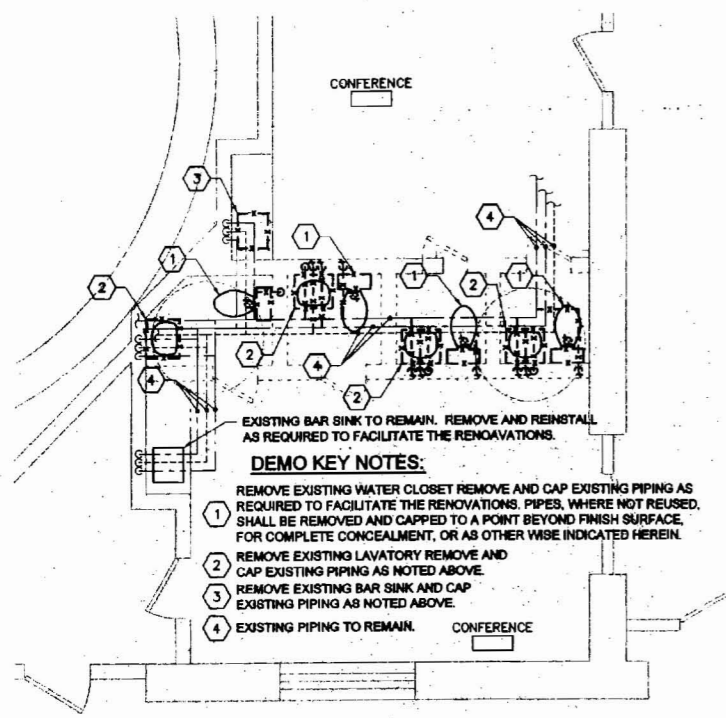 CONFERENCE
3
1
4
1
1
2
1
2
2
4
2
4
EXISTING BAR SINK TO REMAIN. REMOVE AND REINSTALL
AS REQUIRED TO FACILITATE THE RENOAVATIONS.
DEMO KEY NOTES:
1 REMOVE EXISTING WATER CLOSET REMOVE AND CAP EXISTING PIPING AS
REQUIRED TO FACILITATE THE RENOVATIONS. PIPES, WHERE NOT REUSED,
SHALL BE REMOVED AND CAPPED TO A POINT BEYOND FINISH SURFACE,
FOR COMPLETE CONCEALMENT, OR AS OTHER WISE INDICATED HEREIN.
2 REMOVE EXISTING LAVATORY REMOVE AND
CAP EXISTING PIPING AS NOTED ABOVE.
3 REMOVE EXISTING BAR SINK AND CAP
EXISTING PIPING AS NOTED ABOVE.
4 EXISTING PIPING TO REMAIN.
CONFERENCE